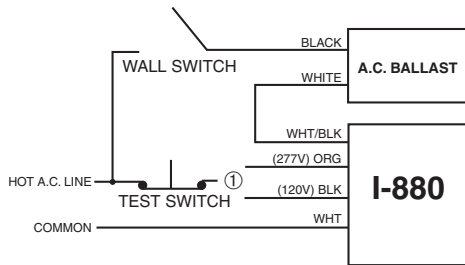 BLACK
WALL SWITCH
A.C. BALLAST
WHITE
WHT/BLK
(277V) ORG
①
HOT A.C. LINE
I-880
(120V) BLK
TEST SWITCH
WHT
COMMON